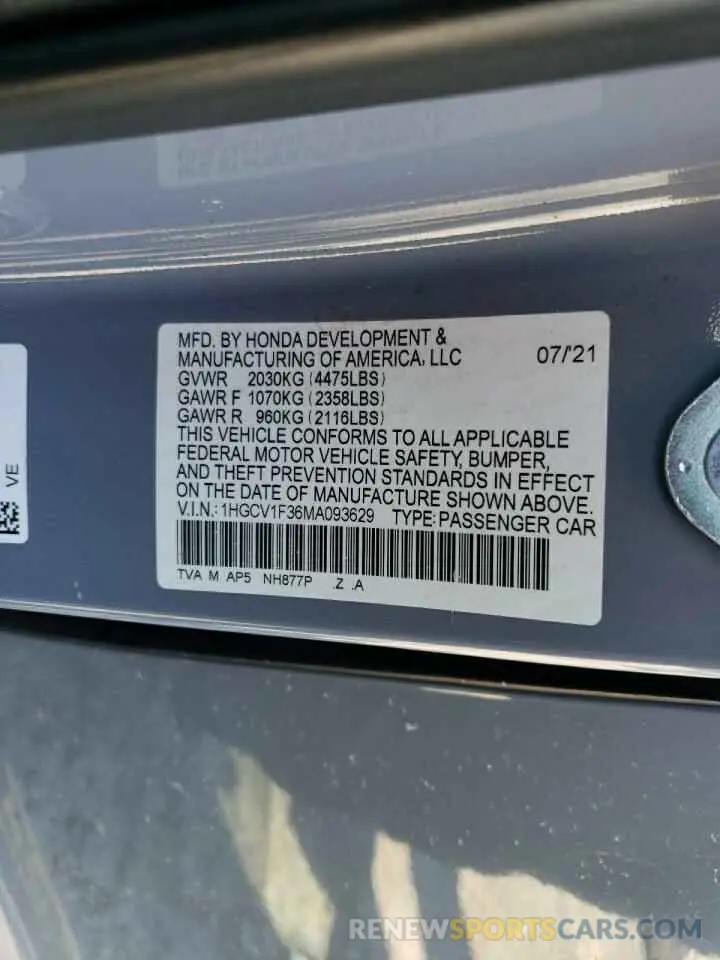 MFD. BY HONDA DEVELOPMENT &
MANUFACTURING OF AMERICA, LLC 07/'21
GVWR 2030KG (4475LBS)
GAWR F 1070KG (2358LBS)
GAWR R 960KG (2116LBS)
THIS VEHICLE CONFORMS TO ALL APPLICABLE
FEDERAL MOTOR VEHICLE SAFETY, BUMPER,
AND THEFT PREVENTION STANDARDS IN EFFECT
ON THE DATE OF MANUFACTURE SHOWN ABOVE.
V.I.N.: 1HGCV1F36MA093629 TYPE: PASSENGER CAR
TVA M AP5 NH877P .Z .A
VE
RENEWSPORTSCARS.COM